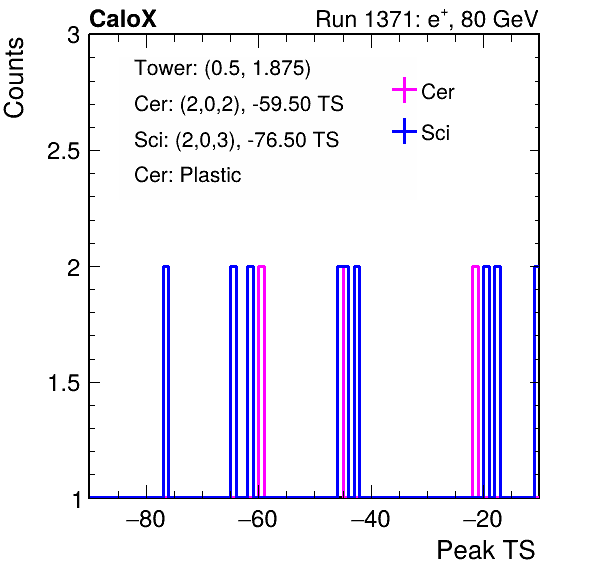 CaloX Run 1371: e⁺, 80 GeV
Counts
3
2.5
2
1.5
1
Tower: (0.5, 1.875)
Cer: (2,0,2), -59.50 TS
Sci: (2,0,3), -76.50 TS
Cer: Plastic
Cer
Sci
−80 −60 −40 −20
Peak TS